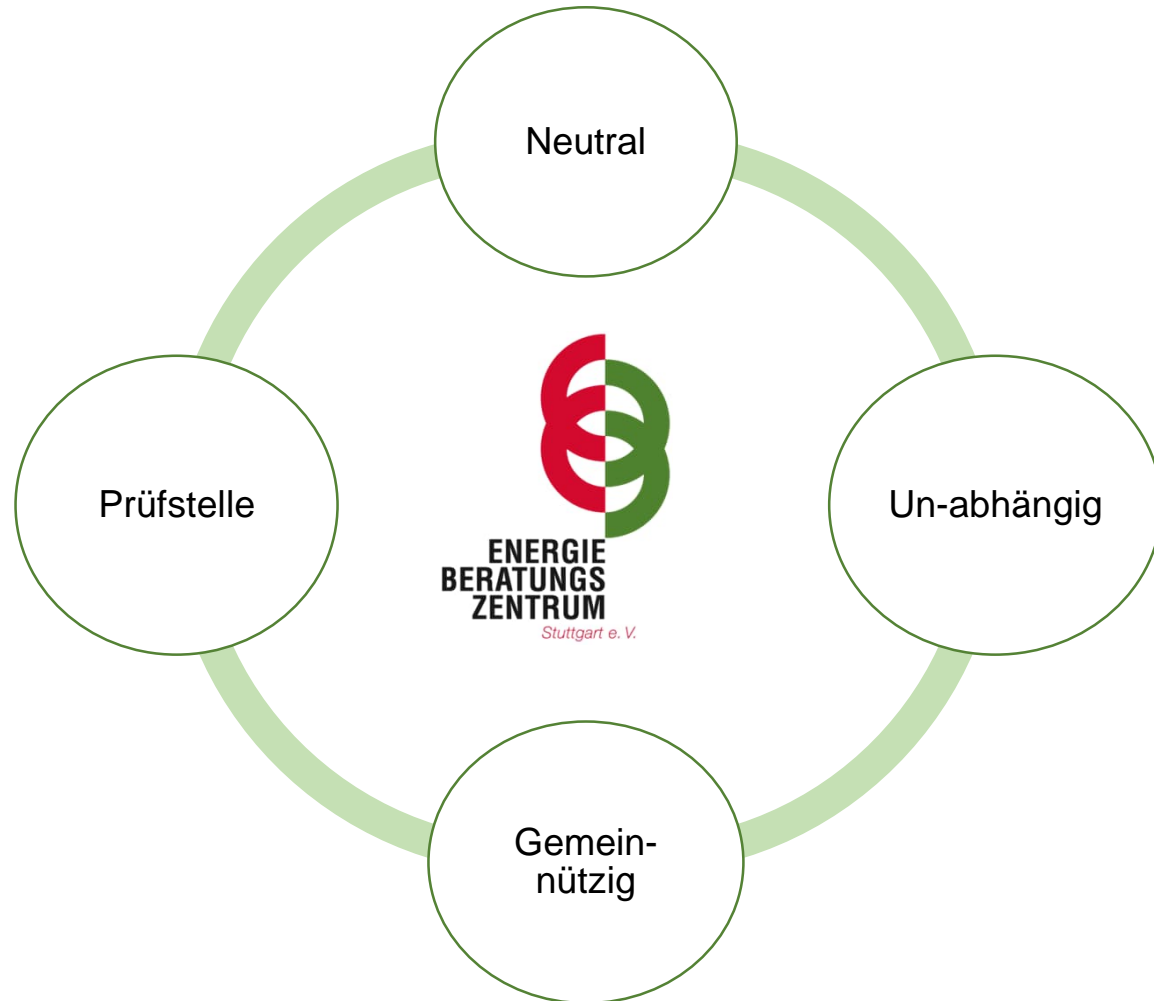 Neutral
Prüfstelle
Un-abhängig
ENERGIE
BERATUNGS
ZENTRUM
Stuttgart e. V.
Gemein-
nützig